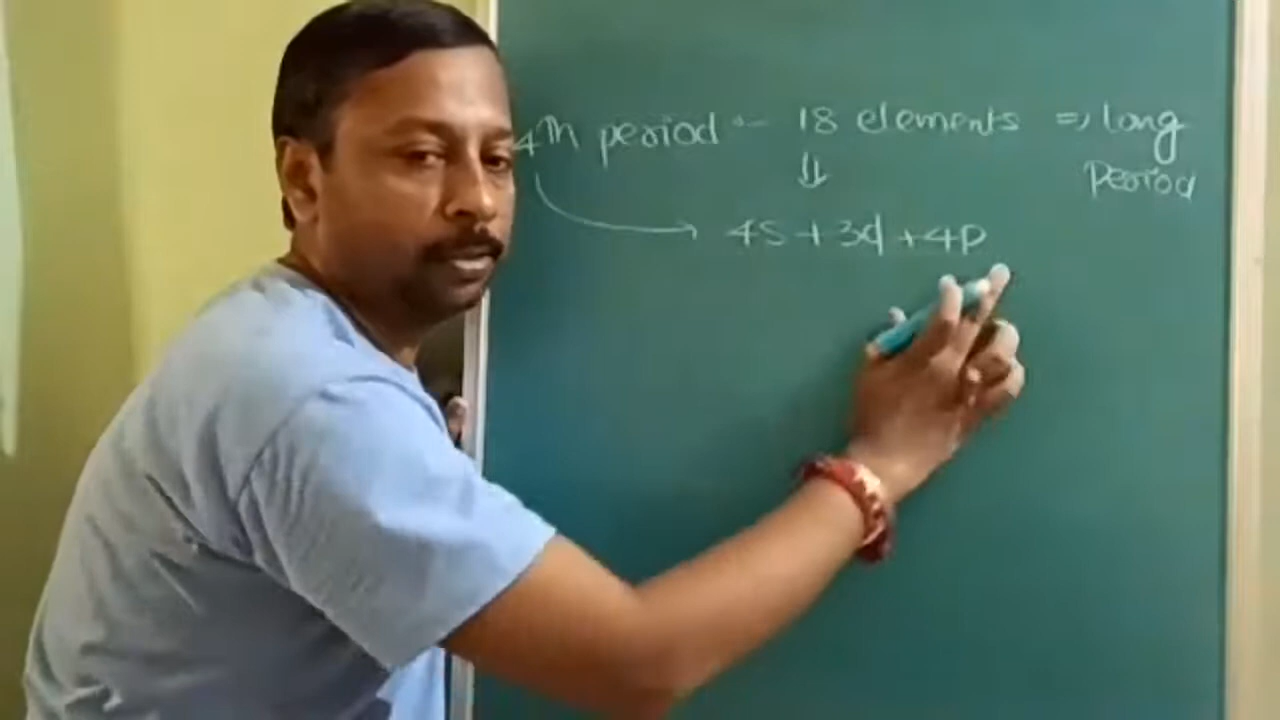 4th period - 18 elements => long
period
⇓
→ 4s + 3d + 4p